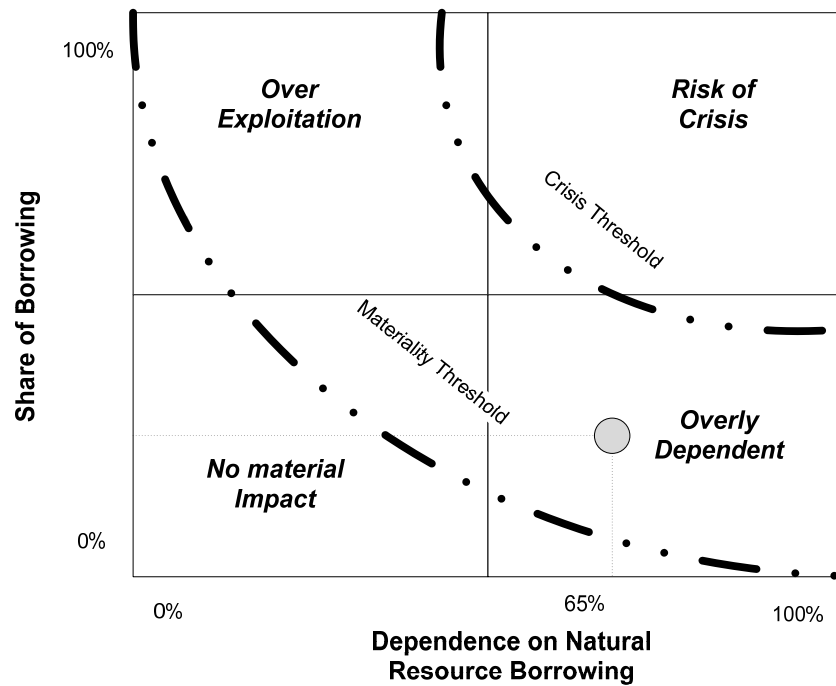 100%
Over
Exploitation
Risk of
Crisis
Crisis Threshold
Share of Borrowing
Materiality Threshold
Overly
Dependent
No material
Impact
0%
0%
65%
100%
Dependence on Natural
Resource Borrowing